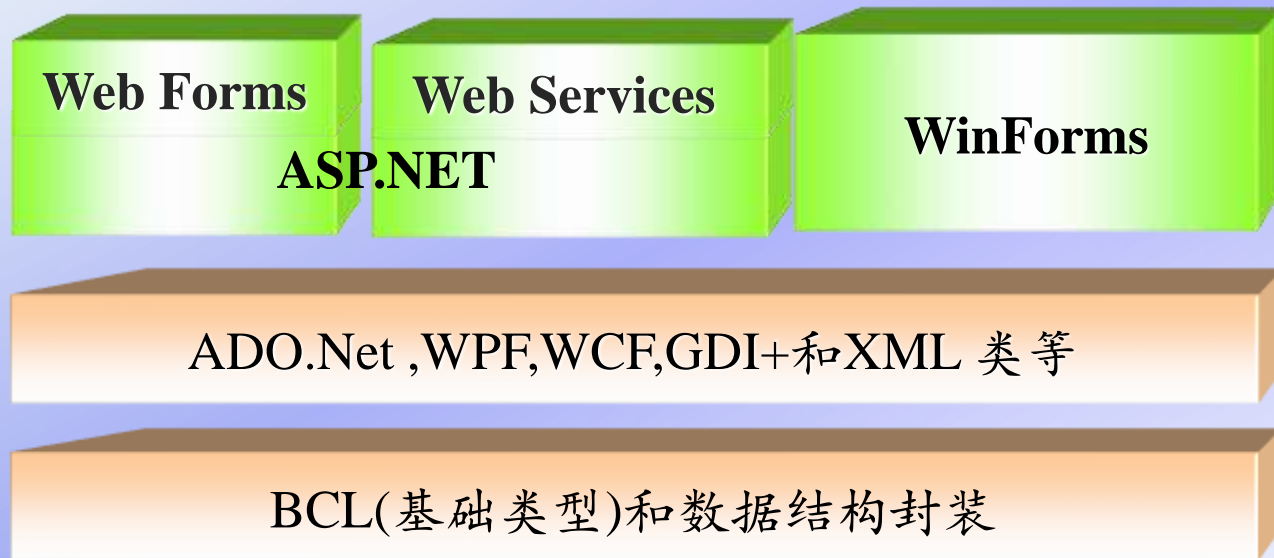 Web Forms
Web Services
WinForms
ASP.NET
ADO.Net ,WPF,WCF,GDI+和XML 类等
BCL(基础类型)和数据结构封装